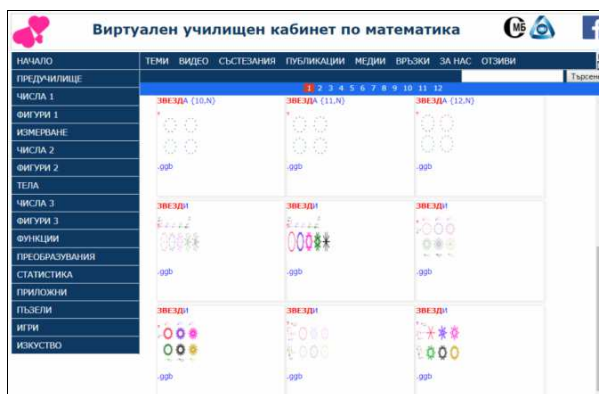 Виртуален училищен кабинет по математика
НАЧАЛО
ТЕМИ ВИДЕО СЪСТЕЗАНИЯ ПУБЛИКАЦИИ МЕДИИ ВРЪЗКИ ЗА НАС ОТЗИВИ
ПРЕДУЧИЛИЩЕ
Търсене
ЧИСЛА 1
1 2 3 4 5 6 7 8 9 10 11 12
ФИГУРИ 1
ИЗМЕРВАНЕ
ЧИСЛА 2
ФИГУРИ 2
ТЕЛА
ЧИСЛА 3
ФИГУРИ 3
ФУНКЦИИ
ПРЕОБРАЗУВАНИЯ
СТАТИСТИКА
ПРИЛОЖНИ
ПЪЗЕЛИ
ИГРИ
ИЗКУСТВО
ЗВЕЗДА {10,N} ЗВЕЗДА {11,N} ЗВЕЗДА {12,N}
.ggb .ggb .ggb
ЗВЕЗДИ ЗВЕЗДИ ЗВЕЗДИ
.ggb .ggb .ggb
ЗВЕЗДИ ЗВЕЗДИ ЗВЕЗДИ
.ggb .ggb .ggb